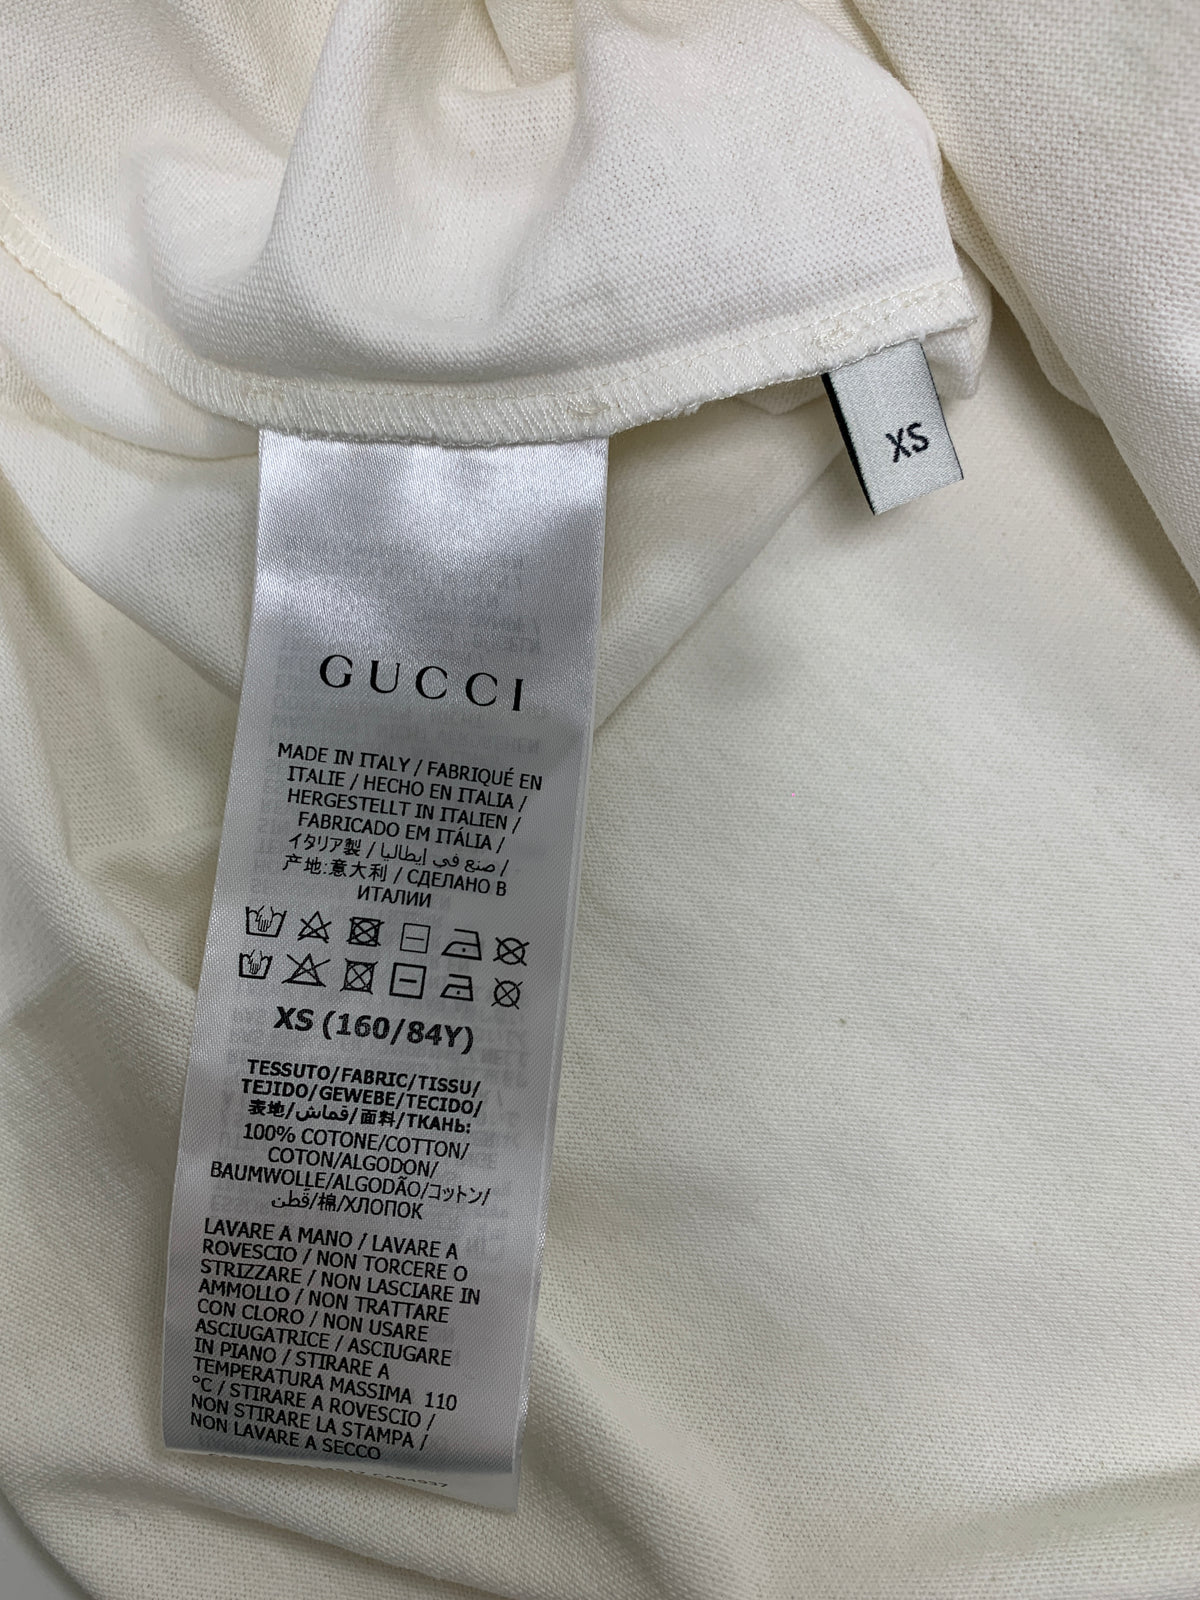 XS
GUCCI
MADE IN ITALY / FABRIQUÉ EN
ITALIE / HECHO EN ITALIA /
HERGESTELLT IN ITALIEN /
FABRICADO EM ITÁLIA /
イタリア製 / صنع في إيطاليا /
产地:意大利 / СДЕЛАНО В
ИТАЛИИ
XS (160/84Y)
TESSUTO/FABRIC/TISSU/
TEJIDO/GEWEBE/TECIDO/
表地/قماش/面料/ТКАНЬ:
100% COTONE/COTTON/
COTON/ALGODON/
BAUMWOLLE/ALGODÃO/コットン/
قطن/棉/ХЛОПОК
LAVARE A MANO / LAVARE A
ROVESCIO / NON TORCERE O
STRIZZARE / NON LASCIARE IN
AMMOLLO / NON TRATTARE
CON CLORO / NON USARE
ASCIUGATRICE / ASCIUGARE
IN PIANO / STIRARE A
TEMPERATURA MASSIMA 110
°C / STIRARE A ROVESCIO /
NON STIRARE LA STAMPA /
NON LAVARE A SECCO